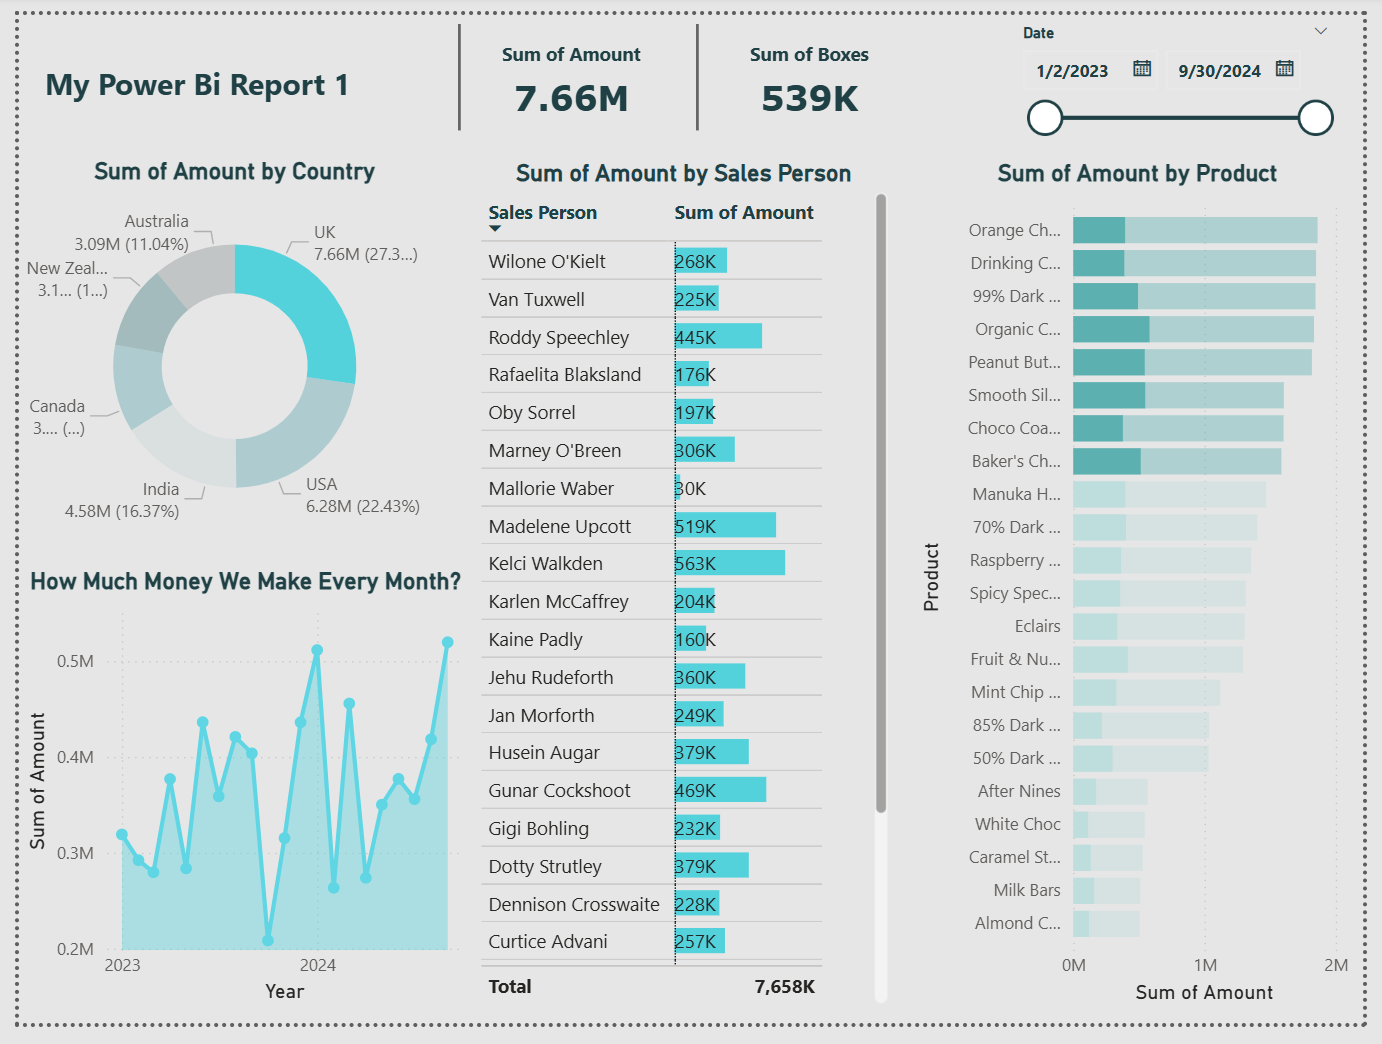 My Power Bi Report 1
Sum of Amount
7.66M
Sum of Boxes
539K
Date
1/2/2023
9/30/2024
Sum of Amount by Country
Australia
3.09M (11.04%)
UK
7.66M (27.3...)
New Zeal...
3.1... (1...)
Canada
3.... (...)
India
4.58M (16.37%)
USA
6.28M (22.43%)
How Much Money We Make Every Month?
Sum of Amount
0.5M
0.4M
0.3M
0.2M
2023
2024
Year
Sum of Amount by Sales Person
Sales Person Sum of Amount
Wilone O'Kielt 268K
Van Tuxwell 225K
Roddy Speechley 445K
Rafaelita Blaksland 176K
Oby Sorrel 197K
Marney O'Breen 306K
Mallorie Waber 30K
Madelene Upcott 519K
Kelci Walkden 563K
Karlen McCaffrey 204K
Kaine Padly 160K
Jehu Rudeforth 360K
Jan Morforth 249K
Husein Augar 379K
Gunar Cockshoot 469K
Gigi Bohling 232K
Dotty Strutley 379K
Dennison Crosswaite 228K
Curtice Advani 257K
Total 7,658K
Sum of Amount by Product
Product
Orange Ch...
Drinking C...
99% Dark ...
Organic C...
Peanut But...
Smooth Sil...
Choco Coa...
Baker's Ch...
Manuka H...
70% Dark ...
Raspberry ...
Spicy Spec...
Eclairs
Fruit & Nu...
Mint Chip ...
85% Dark ...
50% Dark ...
After Nines
White Choc
Caramel St...
Milk Bars
Almond C...
0M
1M
2M
Sum of Amount